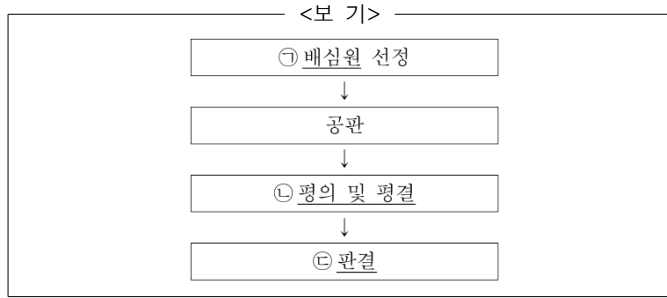 <보 기>
㉠ 배심원 선정
↓
공판
↓
㉡ 평의 및 평결
↓
㉢ 판결